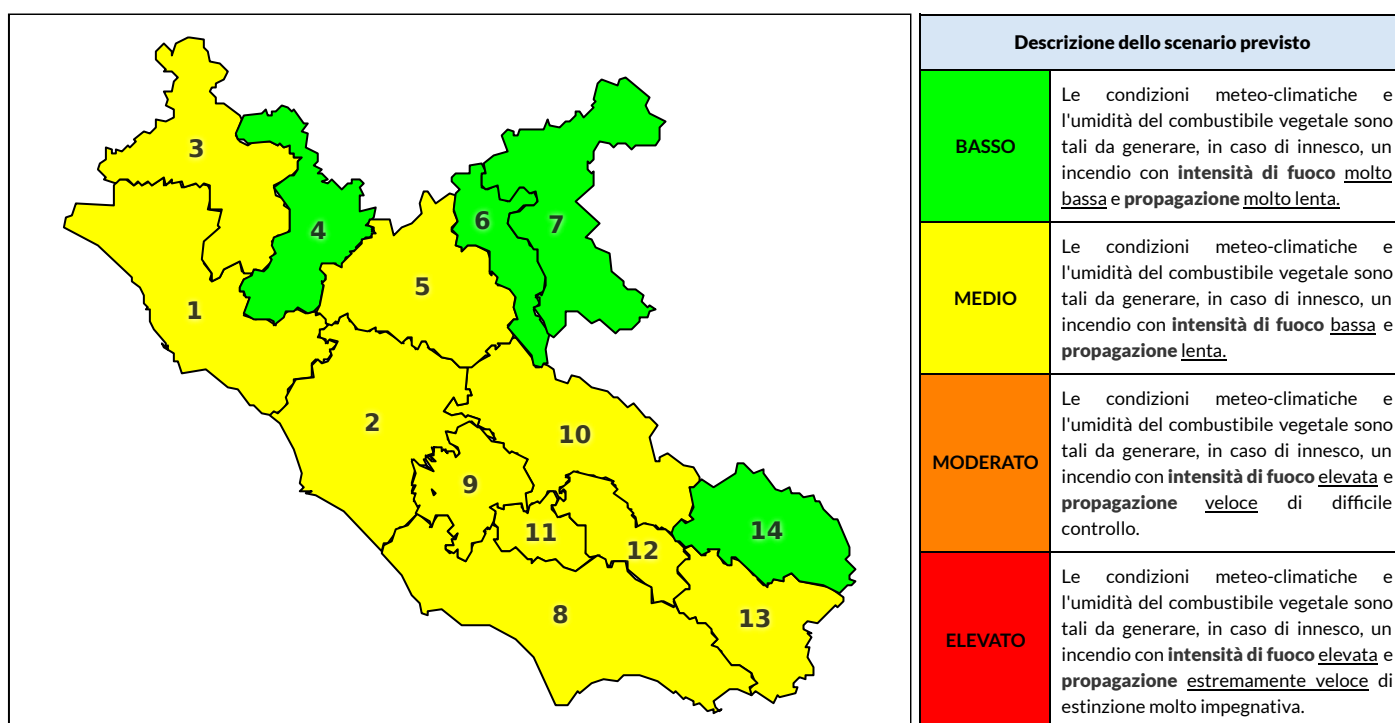 3
4
6
7
5
1
2
10
9
11
12
14
8
13
Descrizione dello scenario previsto
BASSO
Le condizioni meteo-climatiche e
l'umidità del combustibile vegetale sono
tali da generare, in caso di innesco, un
incendio con intensità di fuoco molto
bassa e propagazione molto lenta.
MEDIO
Le condizioni meteo-climatiche e
l'umidità del combustibile vegetale sono
tali da generare, in caso di innesco, un
incendio con intensità di fuoco bassa e
propagazione lenta.
MODERATO
Le condizioni meteo-climatiche e
l'umidità del combustibile vegetale sono
tali da generare, in caso di innesco, un
incendio con intensità di fuoco elevata e
propagazione veloce di difficile
controllo.
ELEVATO
Le condizioni meteo-climatiche e
l'umidità del combustibile vegetale sono
tali da generare, in caso di innesco, un
incendio con intensità di fuoco elevata e
propagazione estremamente veloce di
estinzione molto impegnativa.